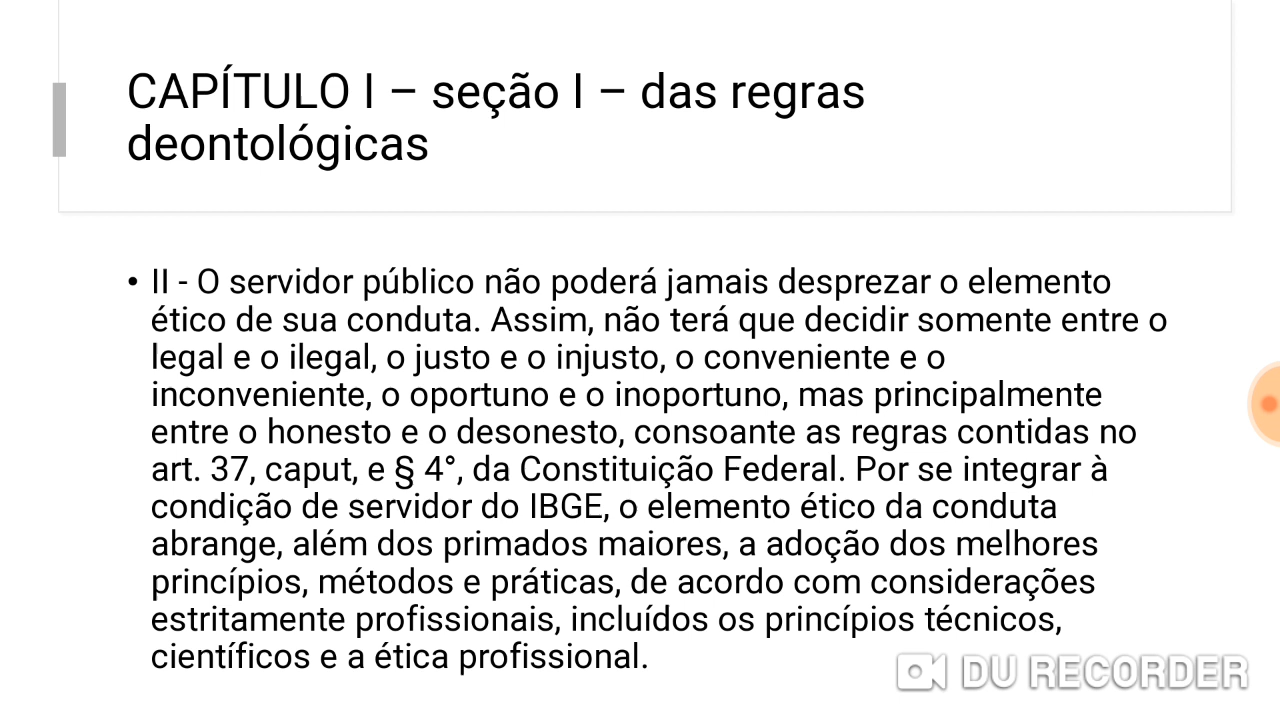 CAPÍTULO I – seção I – das regras
deontológicas
• II - O servidor público não poderá jamais desprezar o elemento
ético de sua conduta. Assim, não terá que decidir somente entre o
legal e o ilegal, o justo e o injusto, o conveniente e o
inconveniente, o oportuno e o inoportuno, mas principalmente
entre o honesto e o desonesto, consoante as regras contidas no
art. 37, caput, e § 4°, da Constituição Federal. Por se integrar à
condição de servidor do IBGE, o elemento ético da conduta
abrange, além dos primados maiores, a adoção dos melhores
princípios, métodos e práticas, de acordo com considerações
estritamente profissionais, incluídos os princípios técnicos,
científicos e a ética profissional.
DU RECORDER